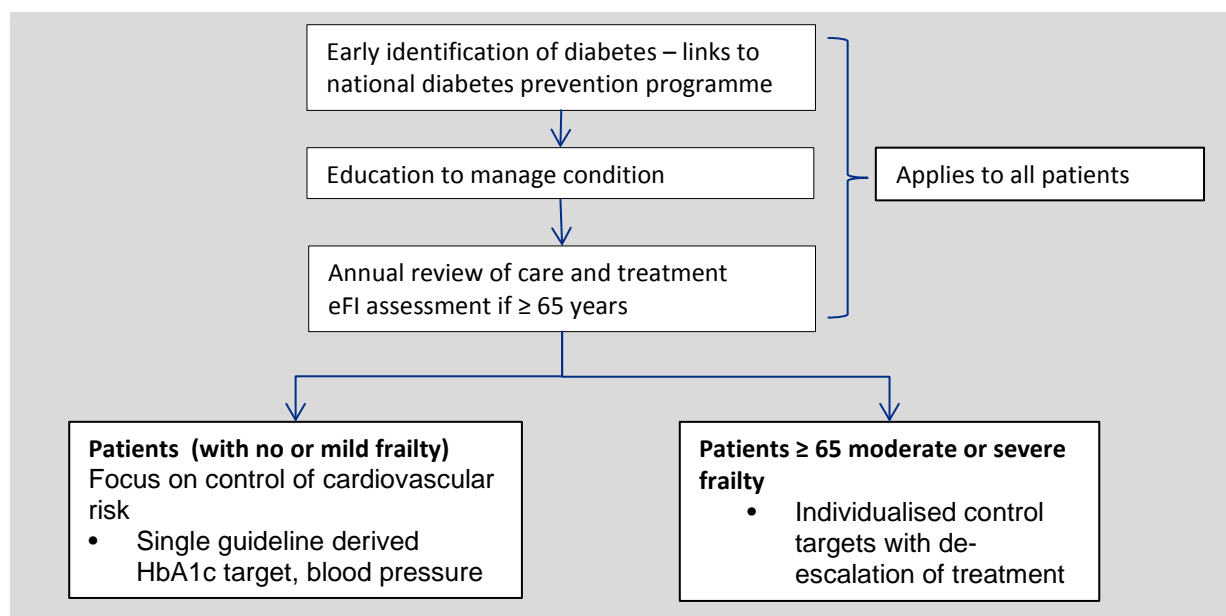 Early identification of diabetes – links to
national diabetes prevention programme
Education to manage condition
Applies to all patients
Annual review of care and treatment
eFI assessment if ≥ 65 years
Patients (with no or mild frailty)
Focus on control of cardiovascular
risk
• Single guideline derived
HbA1c target, blood pressure
Patients ≥ 65 moderate or severe
frailty
• Individualised control
targets with de-
escalation of treatment